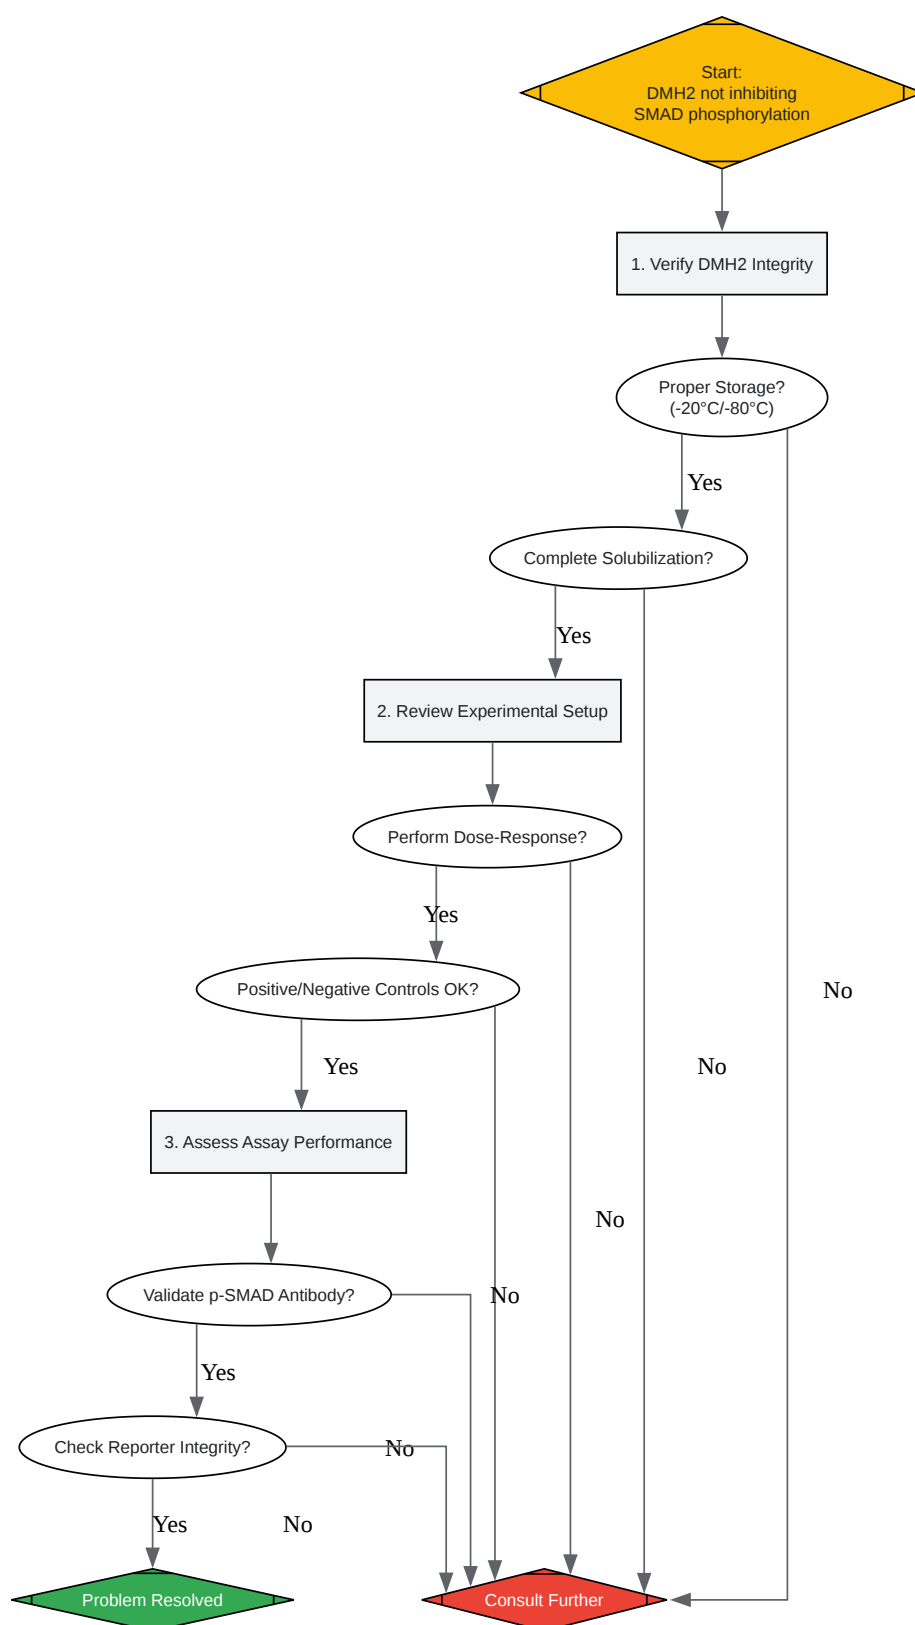 Start:
DMH2 not inhibiting
SMAD phosphorylation
1. Verify DMH2 Integrity
Proper Storage?
(-20°C/-80°C)
Yes
Complete Solubilization?
Yes
2. Review Experimental Setup
Perform Dose-Response?
Yes
Positive/Negative Controls OK?
No
Yes
No
3. Assess Assay Performance
No
Validate p-SMAD Antibody?
No
Yes
Check Reporter Integrity?
No
Yes
No
Problem Resolved
Consult Further